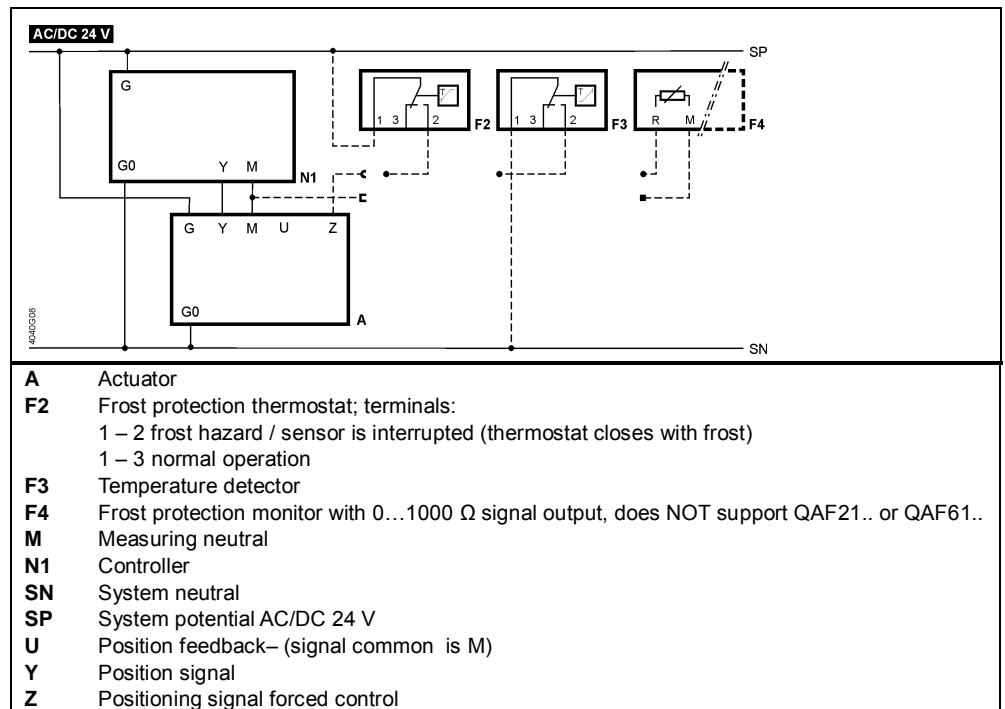 AC/DC 24 V
SP
G
T
T
1 3 2 F2
1 3 2 F3
R M F4
G0 Y M N1
G Y M U Z
G0
A
4040G08
SN
A Actuator
F2 Frost protection thermostat; terminals:
1 – 2 frost hazard / sensor is interrupted (thermostat closes with frost)
1 – 3 normal operation
F3 Temperature detector
F4 Frost protection monitor with 0…1000 Ω signal output, does NOT support QAF21.. or QAF61..
M Measuring neutral
N1 Controller
SN System neutral
SP System potential AC/DC 24 V
U Position feedback– (signal common is M)
Y Position signal
Z Positioning signal forced control